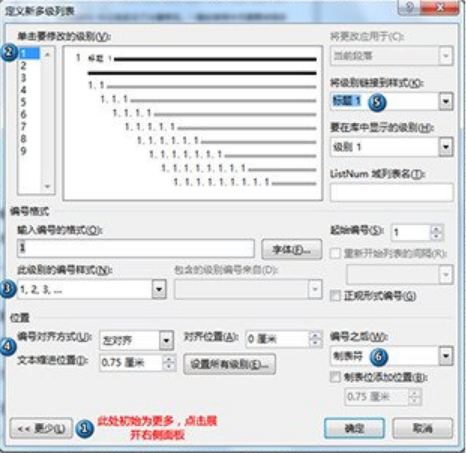 定义新多级列表
单击要修改的级别(V):
将更改应用于(C):
② 1
2
3
4
5
6
7
8
9
1 标题 1
1.1
1.1.1
1.1.1.1
1.1.1.1.1
1.1.1.1.1.1
1.1.1.1.1.1.1
1.1.1.1.1.1.1.1
1.1.1.1.1.1.1.1.1
当前段落
将级别链接到样式(K):
标题 1 ⑤
要在库中显示的级别(H):
级别 1
ListNum 域列表名(T):
编号格式
输入编号的格式(O):
起始编号(S): 1
1
字体(F)...
重新开始列表的间隔(R):
此级别的编号样式(N):
包含的级别编号来自(D):
③ 1, 2, 3, ...
正规形式编号(G)
位置
④ 编号对齐方式(U): 左对齐
对齐位置(A): 0 厘米
编号之后(W):
文本缩进位置(I): 0.75 厘米
设置所有级别(E)...
制表符 ⑥
制表位添加位置(B):
0.75 厘米
<< 更少(L) ①
此处初始为更多，点击展
开右侧面板
确定
取消